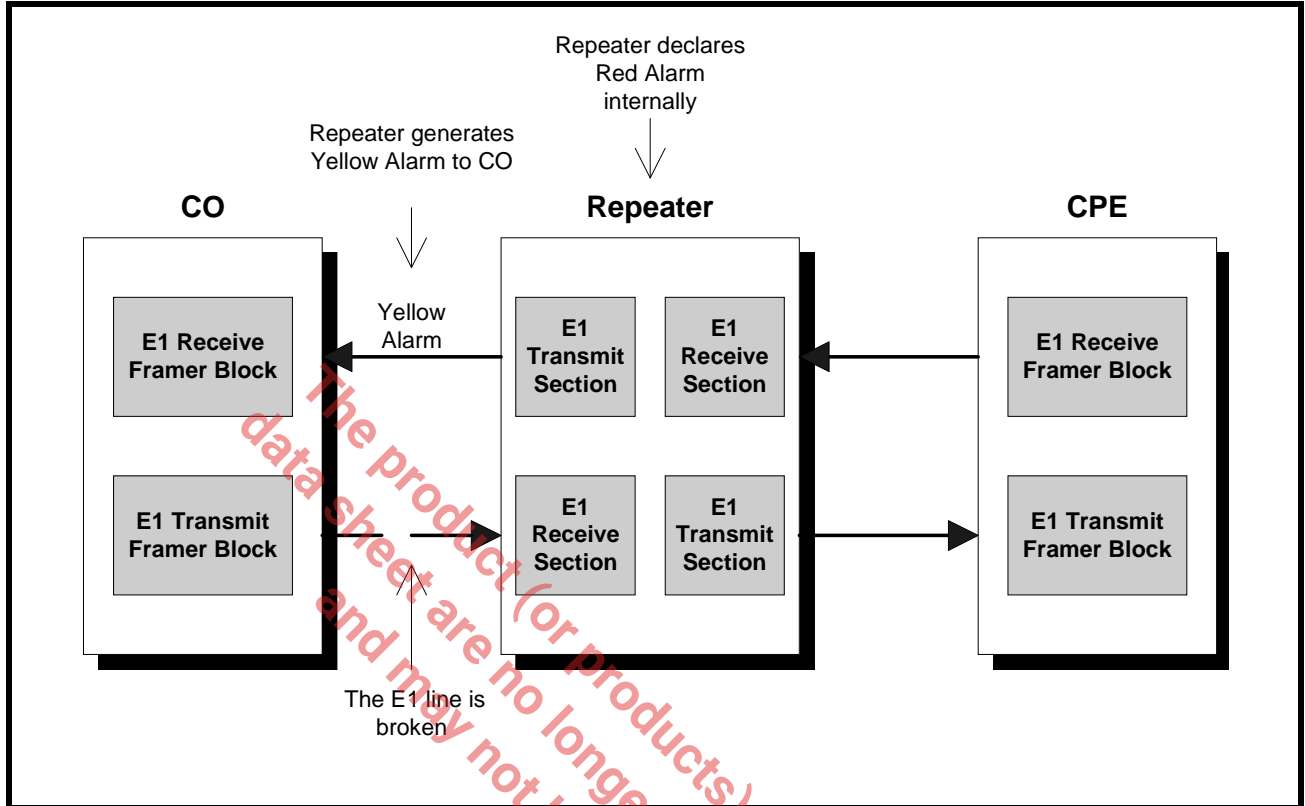 Repeater declares
Red Alarm
internally
Repeater generates
Yellow Alarm to CO
CO
Repeater
CPE
Yellow
Alarm
E1 Receive
Framer Block
E1
Transmit
Section
E1
Receive
Section
E1 Receive
Framer Block
E1 Transmit
Framer Block
E1
Receive
Section
E1
Transmit
Section
E1 Transmit
Framer Block
The E1 line is
broken
The product (or products)
data sheet are no longe
and may not